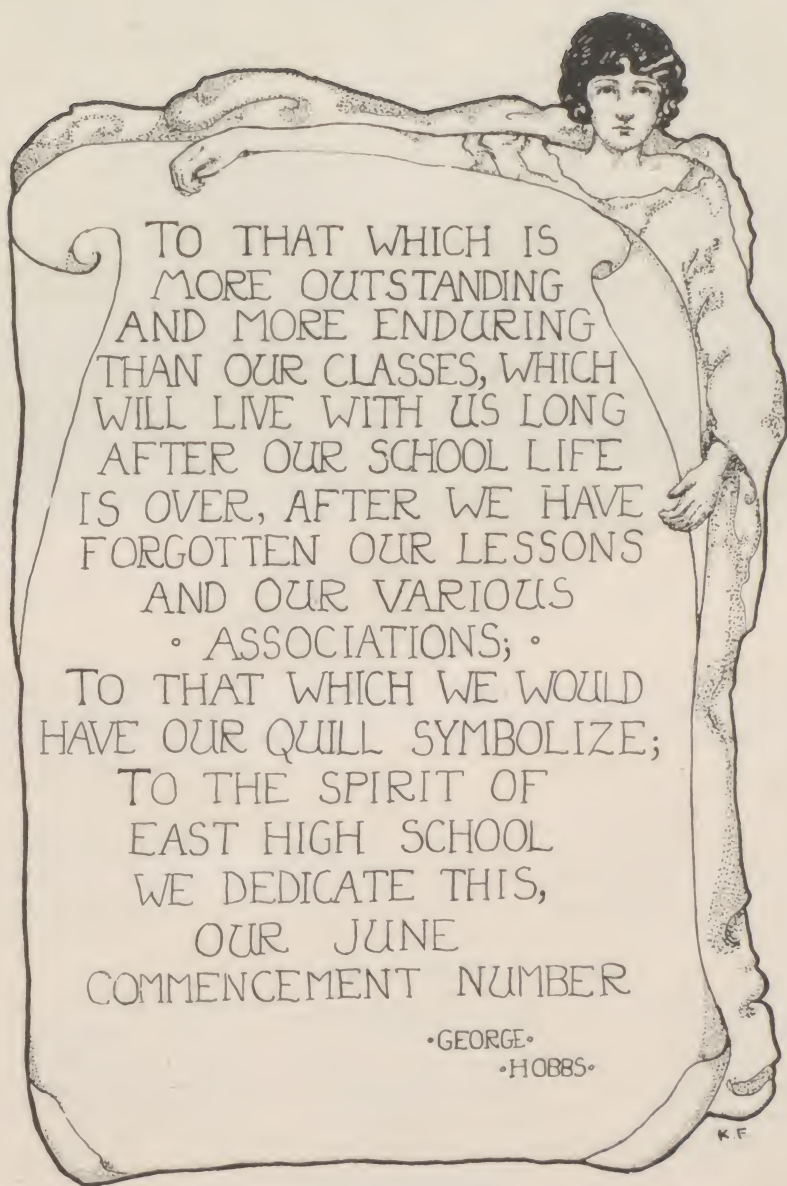 TO THAT WHICH IS
MORE OUTSTANDING
AND MORE ENDURING
THAN OUR CLASSES, WHICH
WILL LIVE WITH US LONG
AFTER OUR SCHOOL LIFE
IS OVER, AFTER WE HAVE
FORGOTTEN OUR LESSONS
AND OUR VARIOUS
• ASSOCIATIONS; •
TO THAT WHICH WE WOULD
HAVE OUR QUILL SYMBOLIZE;
TO THE SPIRIT OF
EAST HIGH SCHOOL
WE DEDICATE THIS,
OUR JUNE
COMMENCEMENT NUMBER
•GEORGE•
•HOBBS•
K.F.